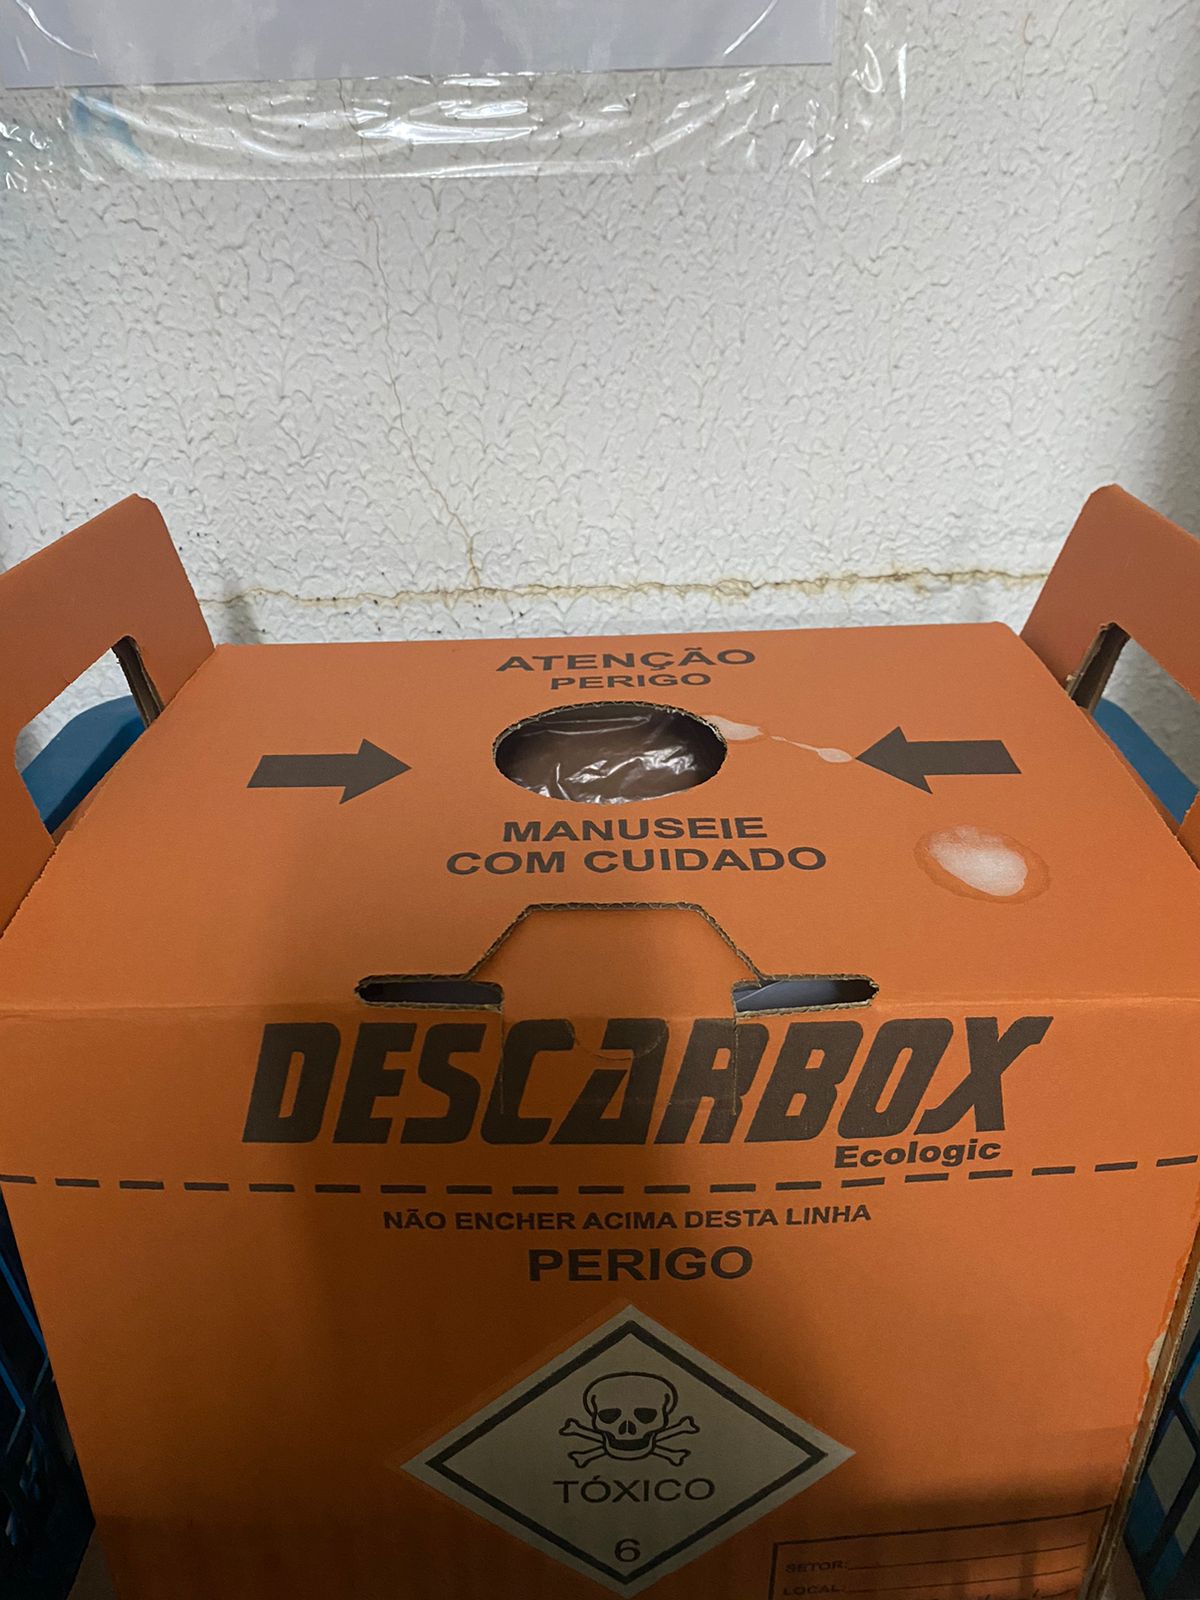 ATENÇÃO
PERIGO
MANUSEIE
COM CUIDADO
DESCARBOX
Ecologic
NÃO ENCHER ACIMA DESTA LINHA
PERIGO
TÓXICO
6
SETOR:
LOCAL: